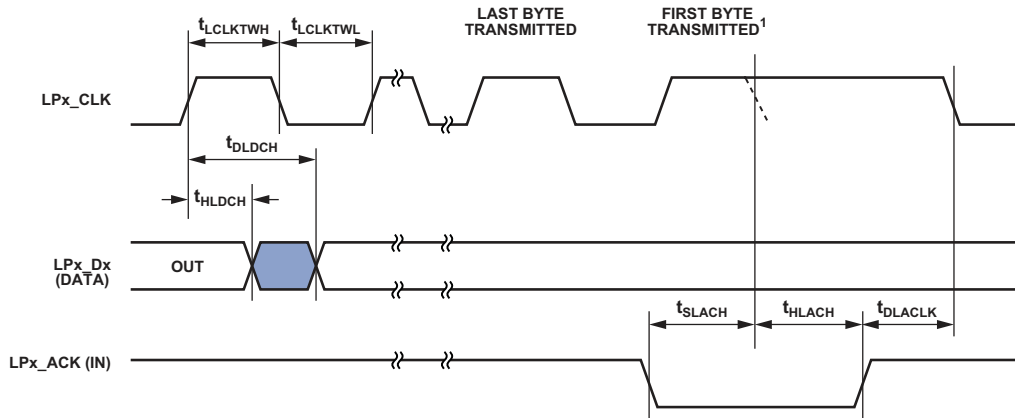 LAST BYTE
TRANSMITTED
FIRST BYTE
TRANSMITTED1
tLCLKTWH
tLCLKTWL
LPx_CLK
tDLDCH
tHLDCH
LPx_Dx
(DATA)
OUT
tSLACH
tHLACH
tDLACLK
LPx_ACK (IN)